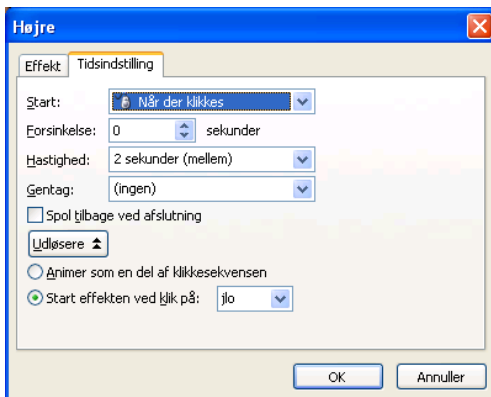 Højre
Effekt Tidsindstilling
Start: Når der klikkes
Forsinkelse: 0 sekunder
Hastighed: 2 sekunder (mellem)
Gentag: (ingen)
Spol tilbage ved afslutning
Udløsere
Animer som en del af klikkesekvensen
Start effekten ved klik på: jlo
OK Annuller